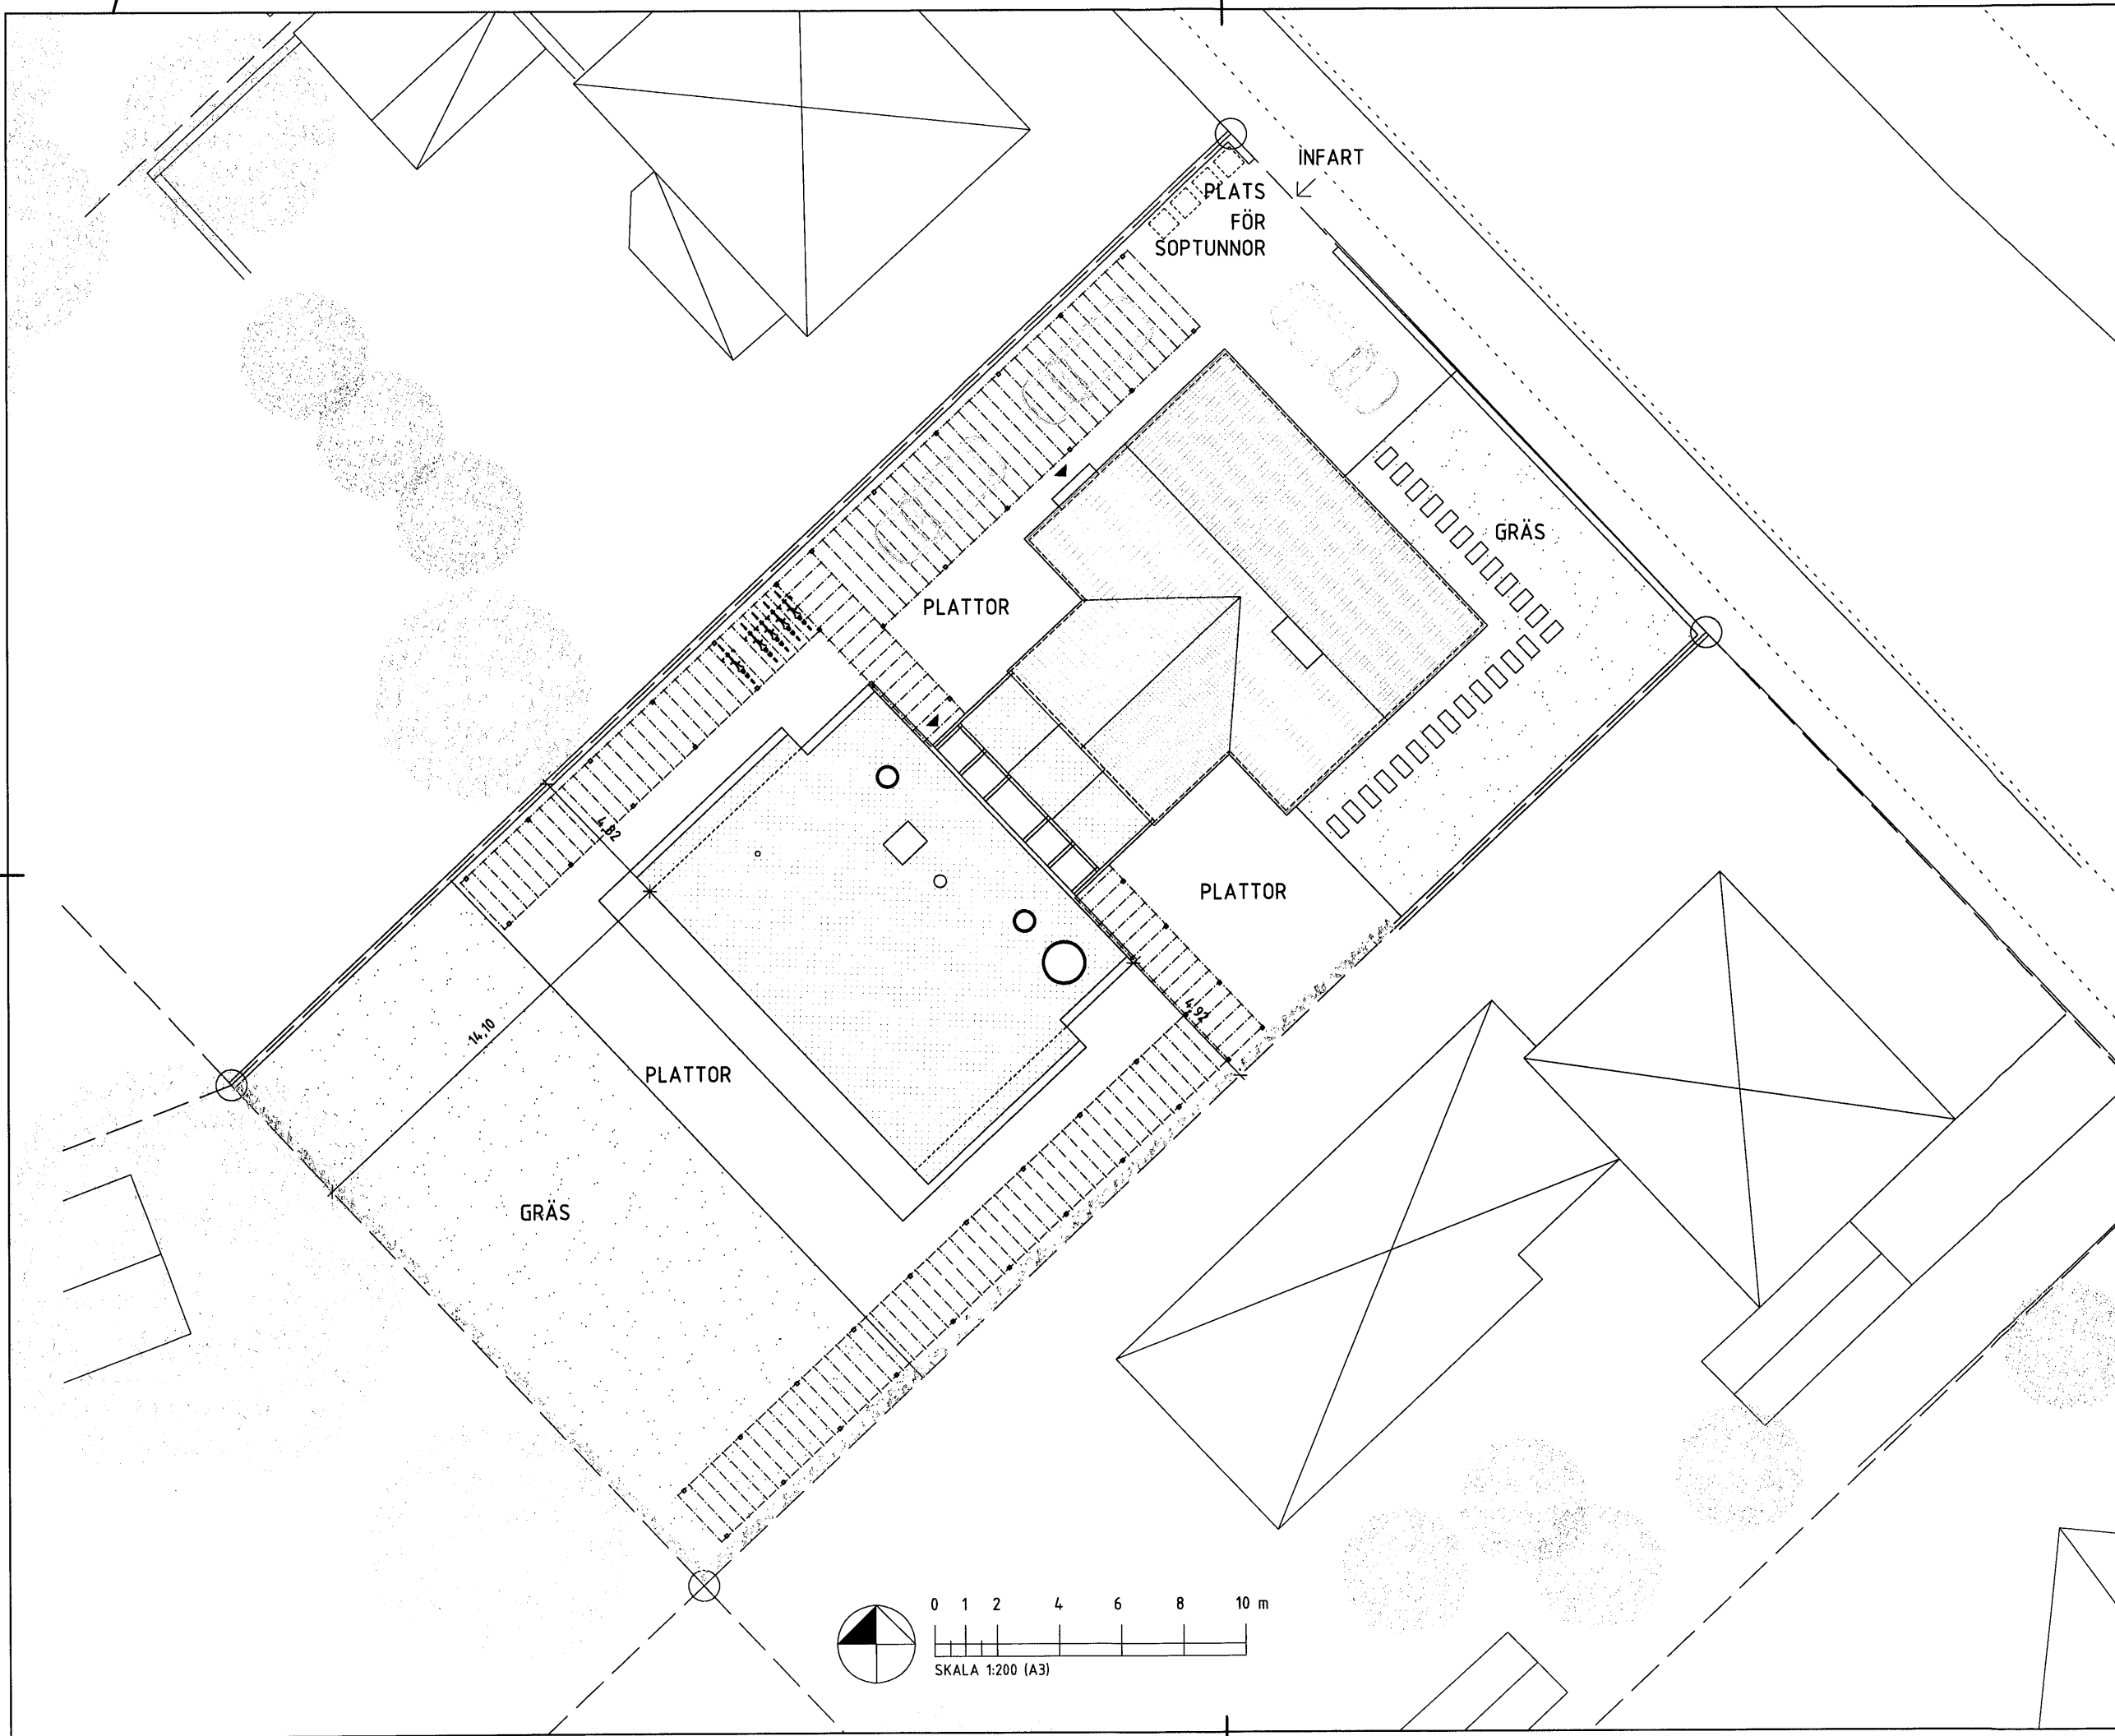 INFART
PLATS
FÖR
SOPTUNNOR
GRÄS
PLATTOR
4,82
PLATTOR
4,92
14,10
PLATTOR
GRÄS
0 1 2 4 6 8 10 m
SKALA 1:200 (A3)